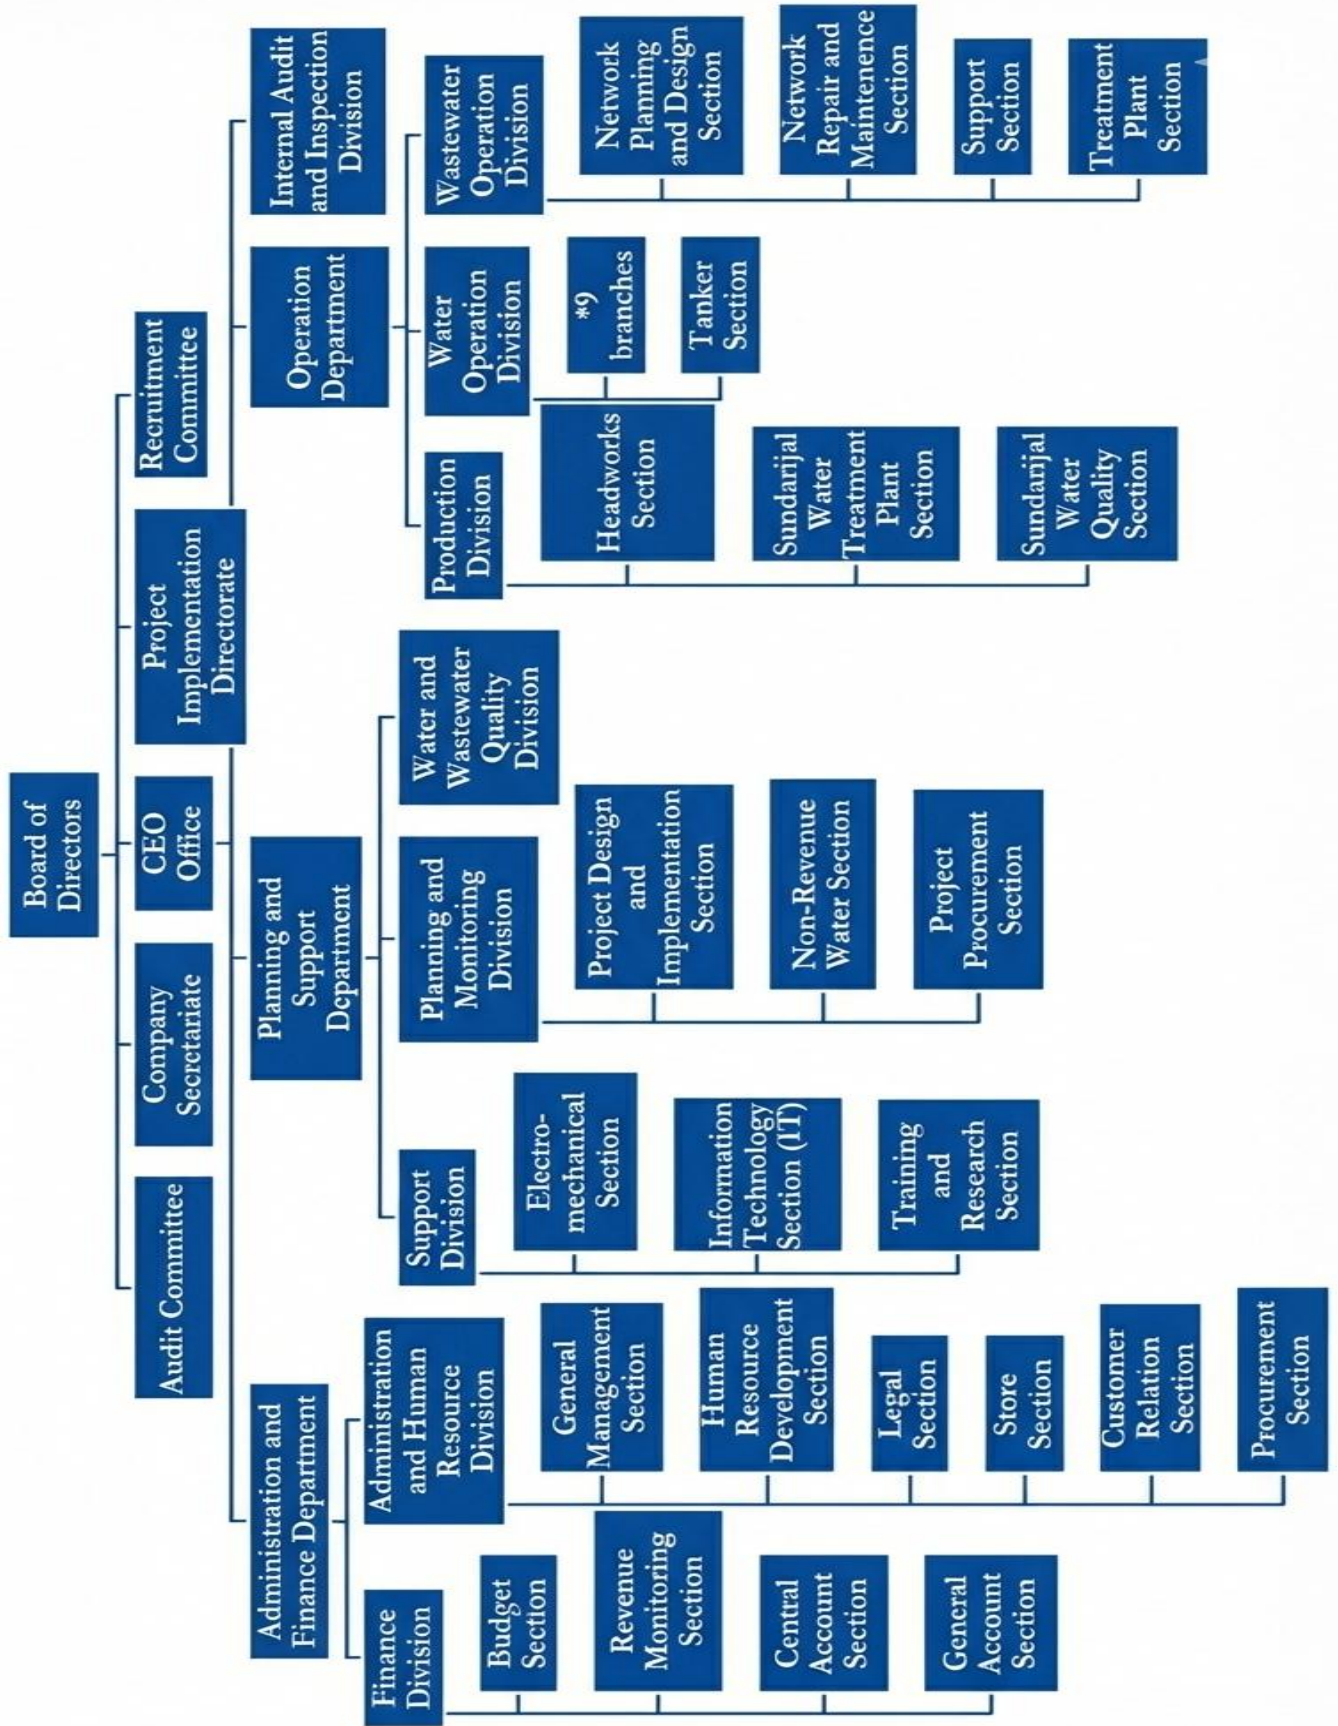 Board of
Directors
Audit Committee
Company
Secretariate
CEO
Office
Project
Implementation
Directorate
Recruitment
Committee
Administration and
Finance Department
Planning and
Support
Department
Operation
Department
Internal Audit
and Inspection
Division
Finance
Division
Budget
Section
Revenue
Monitoring
Section
Central
Account
Section
General
Account
Section
Administration
and Human
Resource
Division
General
Management
Section
Human
Resource
Development
Section
Legal
Section
Store
Section
Customer
Relation
Section
Procurement
Section
Support
Division
Electro-
mechanical
Section
Information
Technology
Section (IT)
Training
and
Research
Section
Planning and
Monitoring
Division
Project Design
and
Implementation
Section
Non-Revenue
Water Section
Project
Procurement
Section
Water and
Wastewater
Quality
Division
Production
Division
Headworks
Section
Sundarijal
Water
Treatment
Plant
Section
Sundarijal
Water
Quality
Section
Water
Operation
Division
*9
branches
Tanker
Section
Wastewater
Operation
Division
Network
Planning
and Design
Section
Network
Repair and
Maintenence
Section
Support
Section
Treatment
Plant
Section